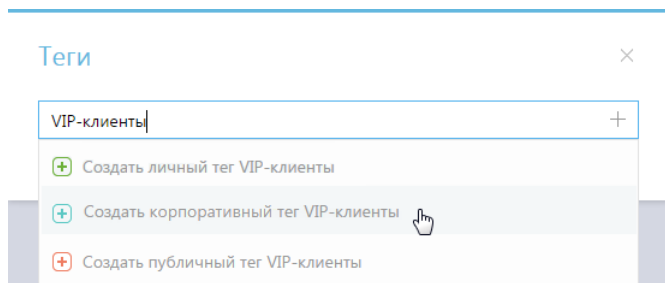 Теги
VIP-клиенты
Создать личный тег VIP-клиенты
Создать корпоративный тег VIP-клиенты
Создать публичный тег VIP-клиенты